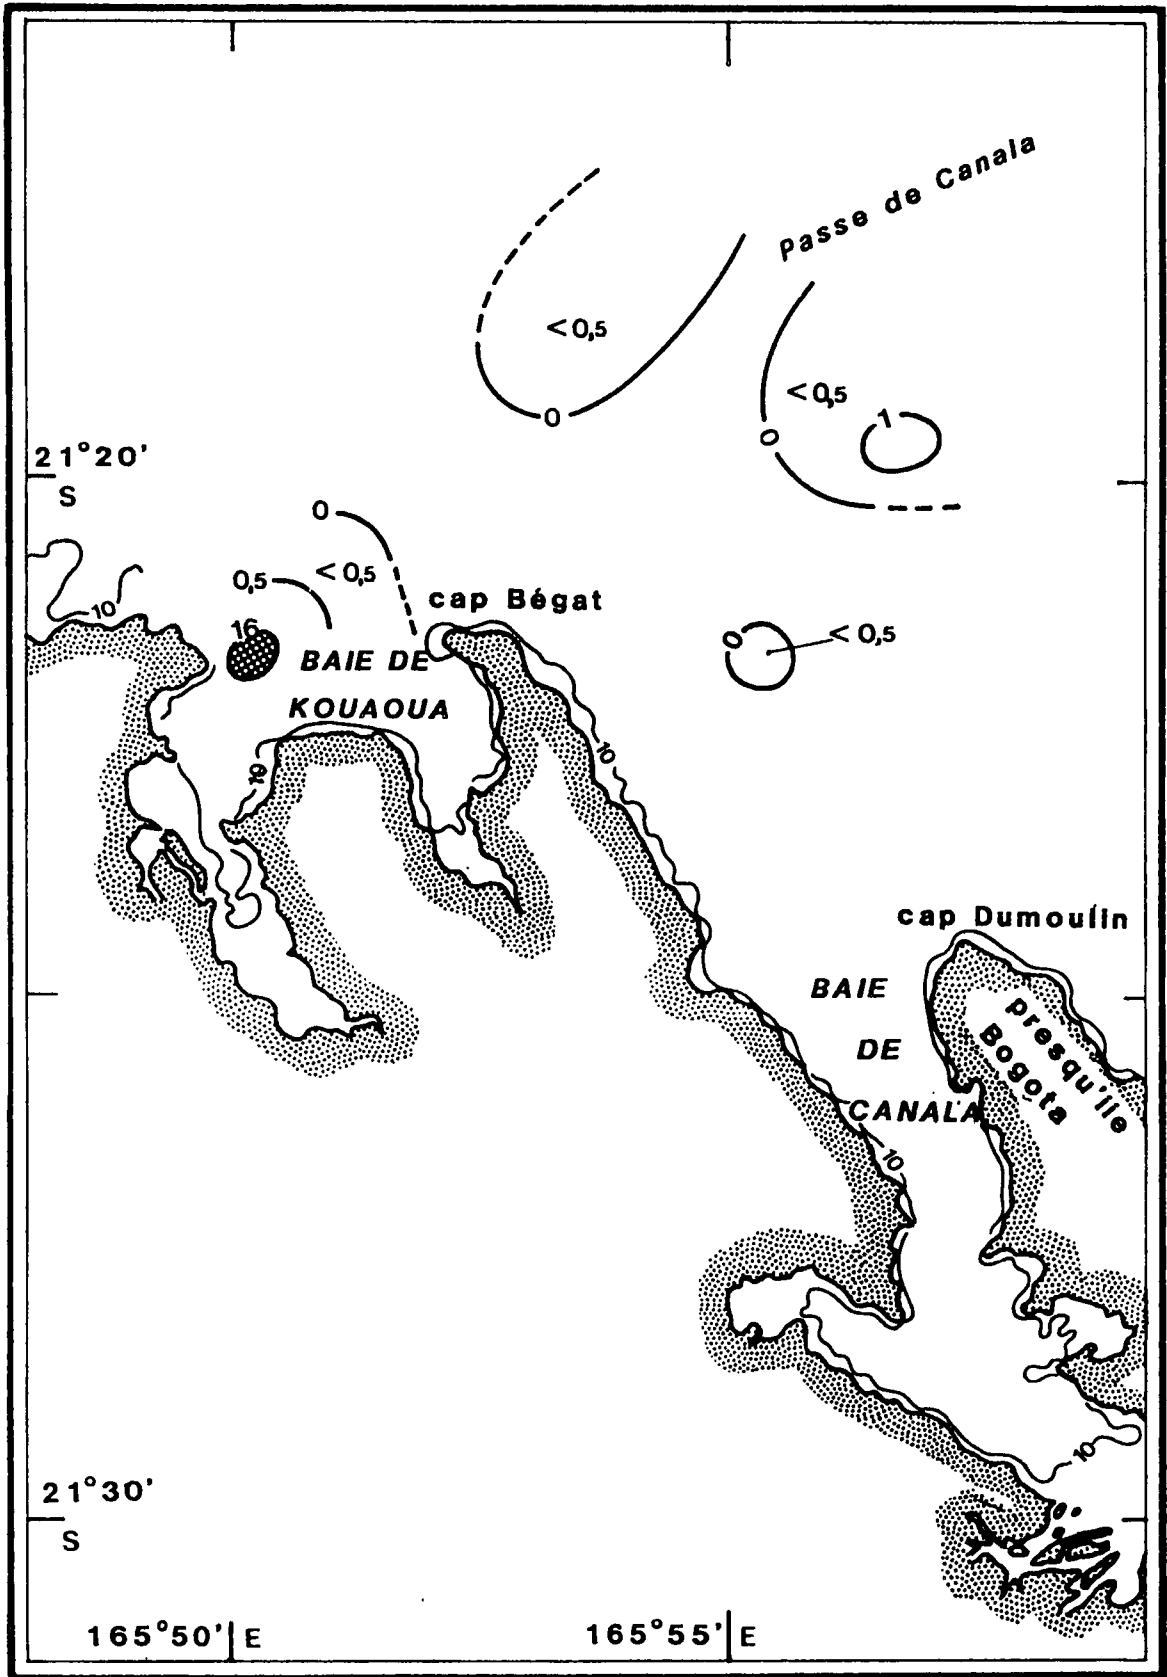 Passe de Canala
<0,5
<0,5
0
1
0
21°20'
S
0
<0,5
0,5
cap Bégat
10
16
0
<0,5
BAIE DE
KOUAOUA
10
10
cap Dumoulin
BAIE
DE
CANALA
presqu'île
Bogota
10
10
21°30'
S
165°50' E
165°55' E